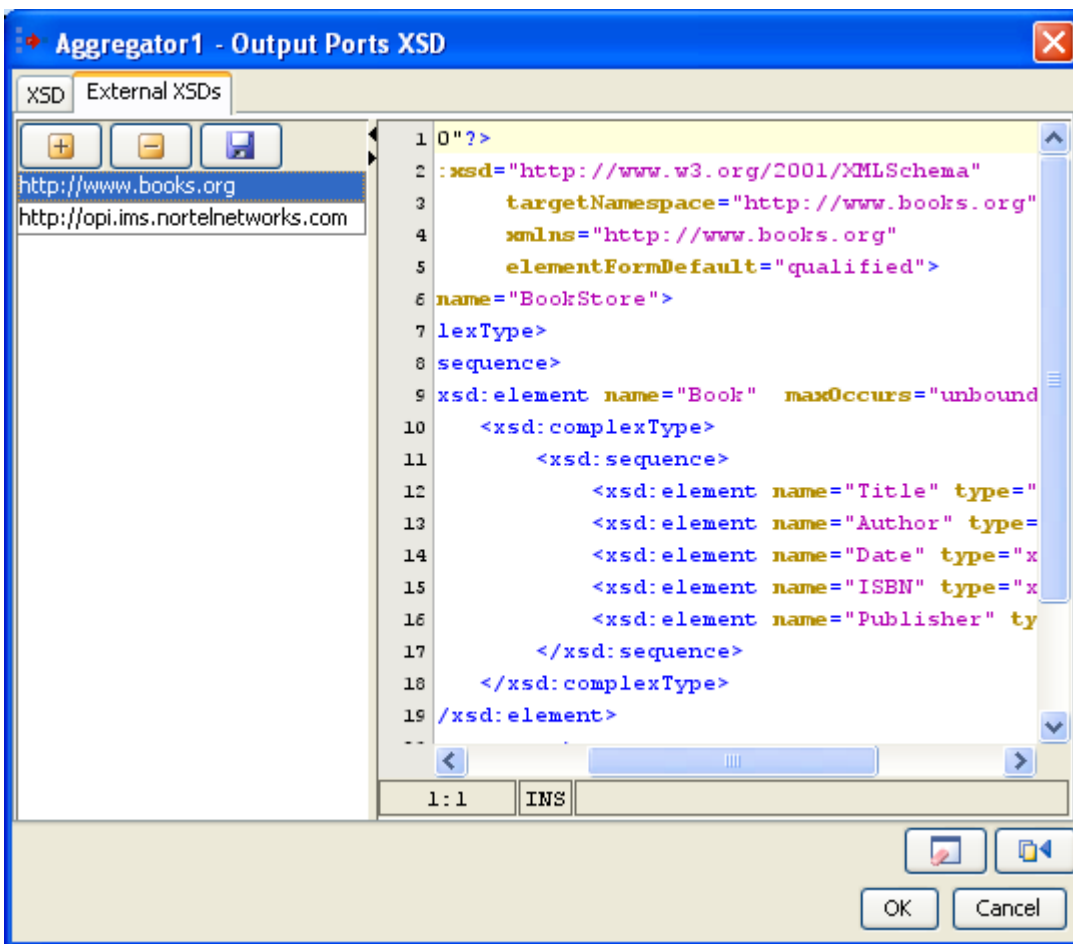 Aggregator1 - Output Ports XSD
XSD External XSDs
http://www.books.org
http://opi.ims.nortelnetworks.com
1 0"?>
2 :xsd="http://www.w3.org/2001/XMLSchema"
3 targetNamespace="http://www.books.org"
4 xmlns="http://www.books.org"
5 elementFormDefault="qualified">
6 name="BookStore">
7 lexType>
8 sequence>
9 xsd:element name="Book" maxOccurs="unbound
10 <xsd:complexType>
11 <xsd:sequence>
12 <xsd:element name="Title" type="
13 <xsd:element name="Author" type=
14 <xsd:element name="Date" type="x
15 <xsd:element name="ISBN" type="x
16 <xsd:element name="Publisher" ty
17 </xsd:sequence>
18 </xsd:complexType>
19 /xsd:element>
1:1 INS
OK Cancel